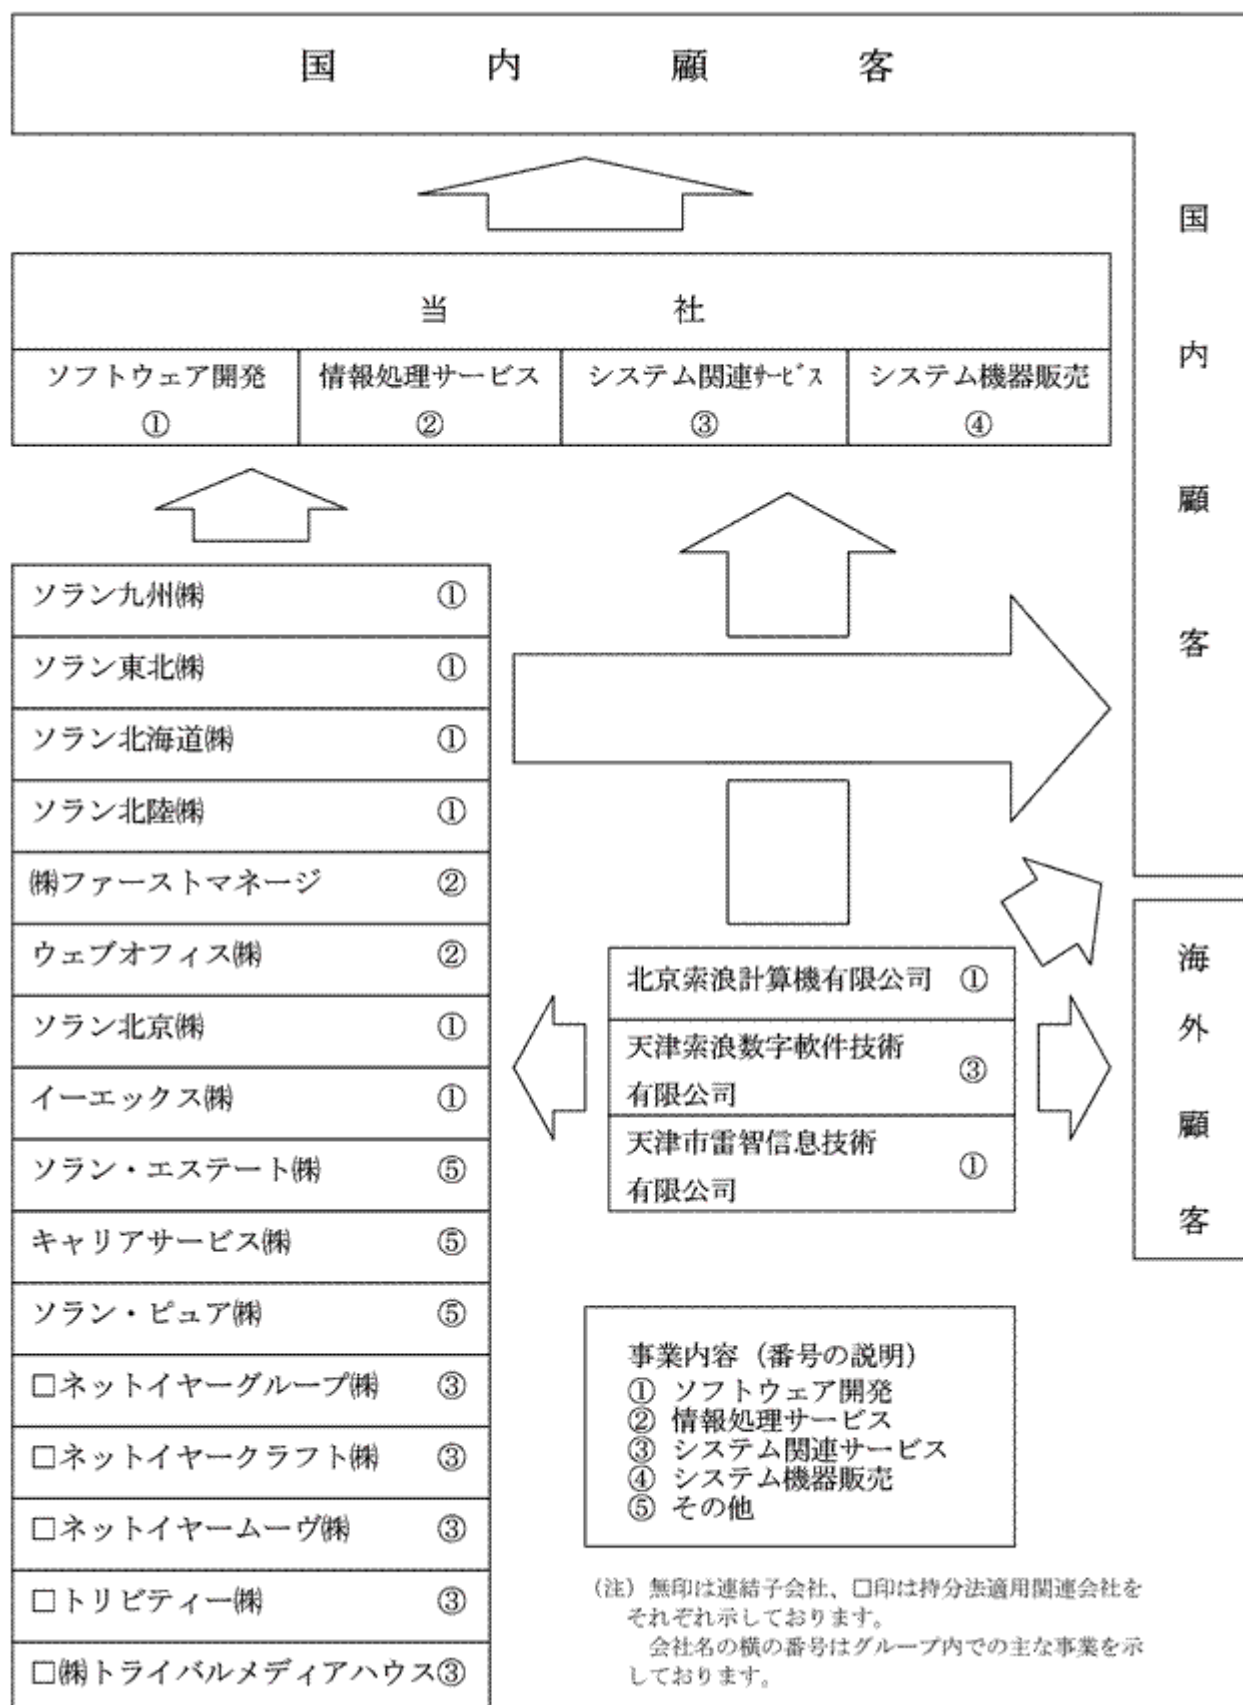 国内顧客
国内顧客
当社
ソフトウェア開発
①
情報処理サービス
②
システム関連ｻｰﾋﾞｽ
③
システム機器販売
④
ソラン九州㈱ ①
ソラン東北㈱ ①
ソラン北海道㈱ ①
ソラン北陸㈱ ①
㈱ファーストマネージ ②
ウェブオフィス㈱ ②
ソラン北京㈱ ①
イーエックス㈱ ①
ソラン・エステート㈱ ⑤
キャリアサービス㈱ ⑤
ソラン・ピュア㈱ ⑤
□ネットイヤーグループ㈱ ③
□ネットイヤークラフト㈱ ③
□ネットイヤームーヴ㈱ ③
□トリビティー㈱ ③
□㈱トライバルメディアハウス③
北京索浪計算機有限公司 ①
天津索浪数字軟件技術
有限公司 ③
天津市雷智信息技術
有限公司 ①
海外顧客
事業内容（番号の説明）
① ソフトウェア開発
② 情報処理サービス
③ システム関連サービス
④ システム機器販売
⑤ その他
（注）無印は連結子会社、□印は持分法適用関連会社を
それぞれ示しております。
会社名の横の番号はグループ内での主な事業を示
しております。